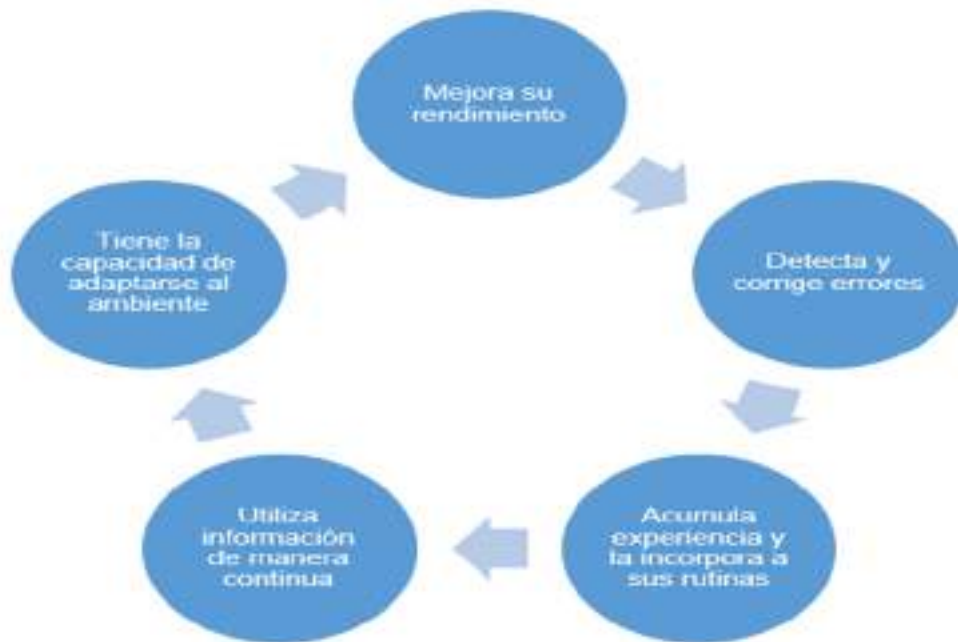 Mejora su
rendimiento
Detecta y
corrige errores
Acumula
experiencia y
la incorpora a
sus rutinas
Utiliza
información
de manera
continua
Tiene la
capacidad de
adaptarse al
ambiente